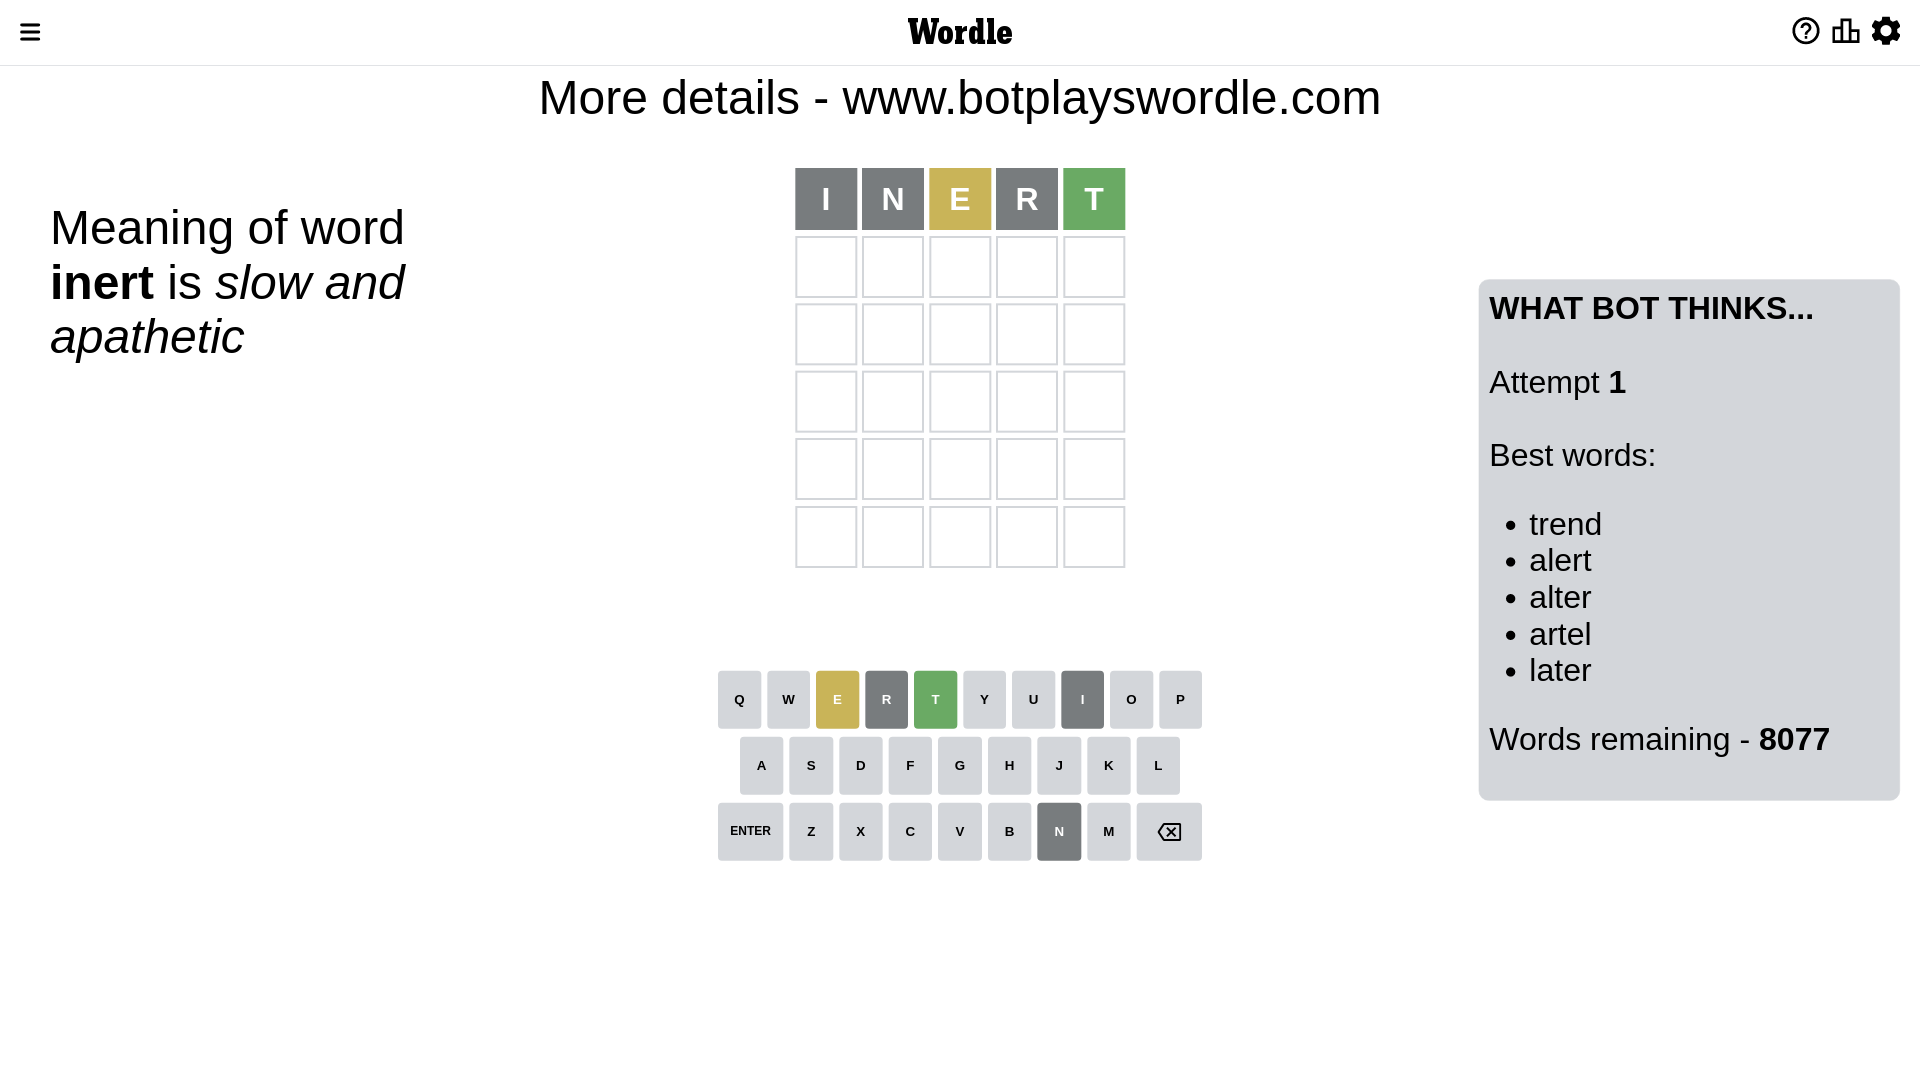 Wordle
More details - www.botplayswordle.com
Meaning of word
inert is slow and
apathetic
I N E R T
WHAT BOT THINKS...
Attempt 1
Best words:
trend
alert
alter
artel
later
Words remaining - 8077
Q W E R T Y U I O P
A S D F G H J K L
ENTER Z X C V B N M